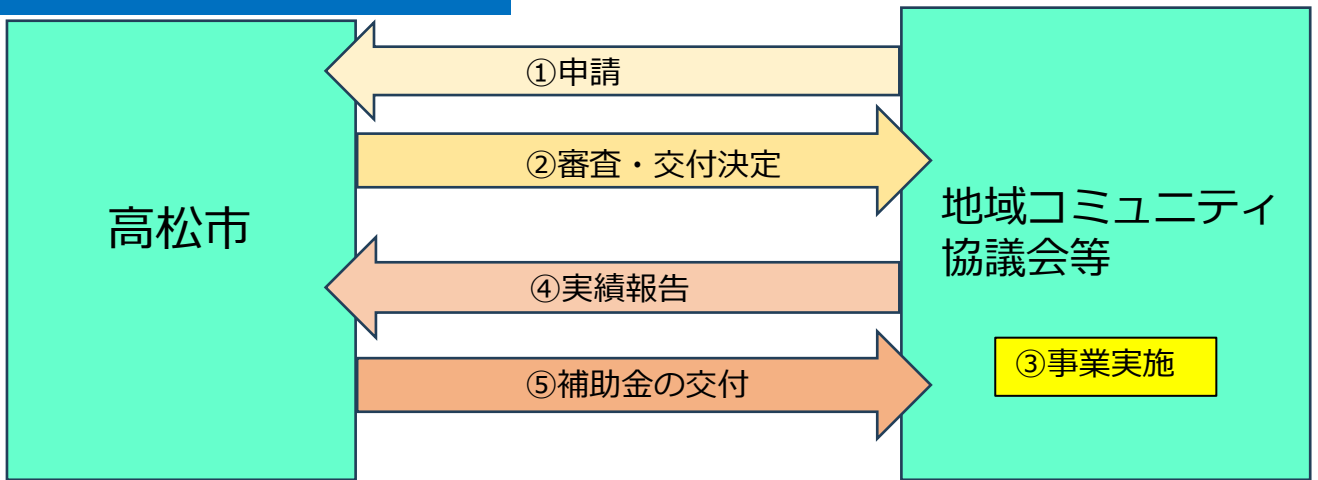 高松市
①申請
②審査・交付決定
④実績報告
⑤補助金の交付
地域コミュニティ
協議会等
③事業実施